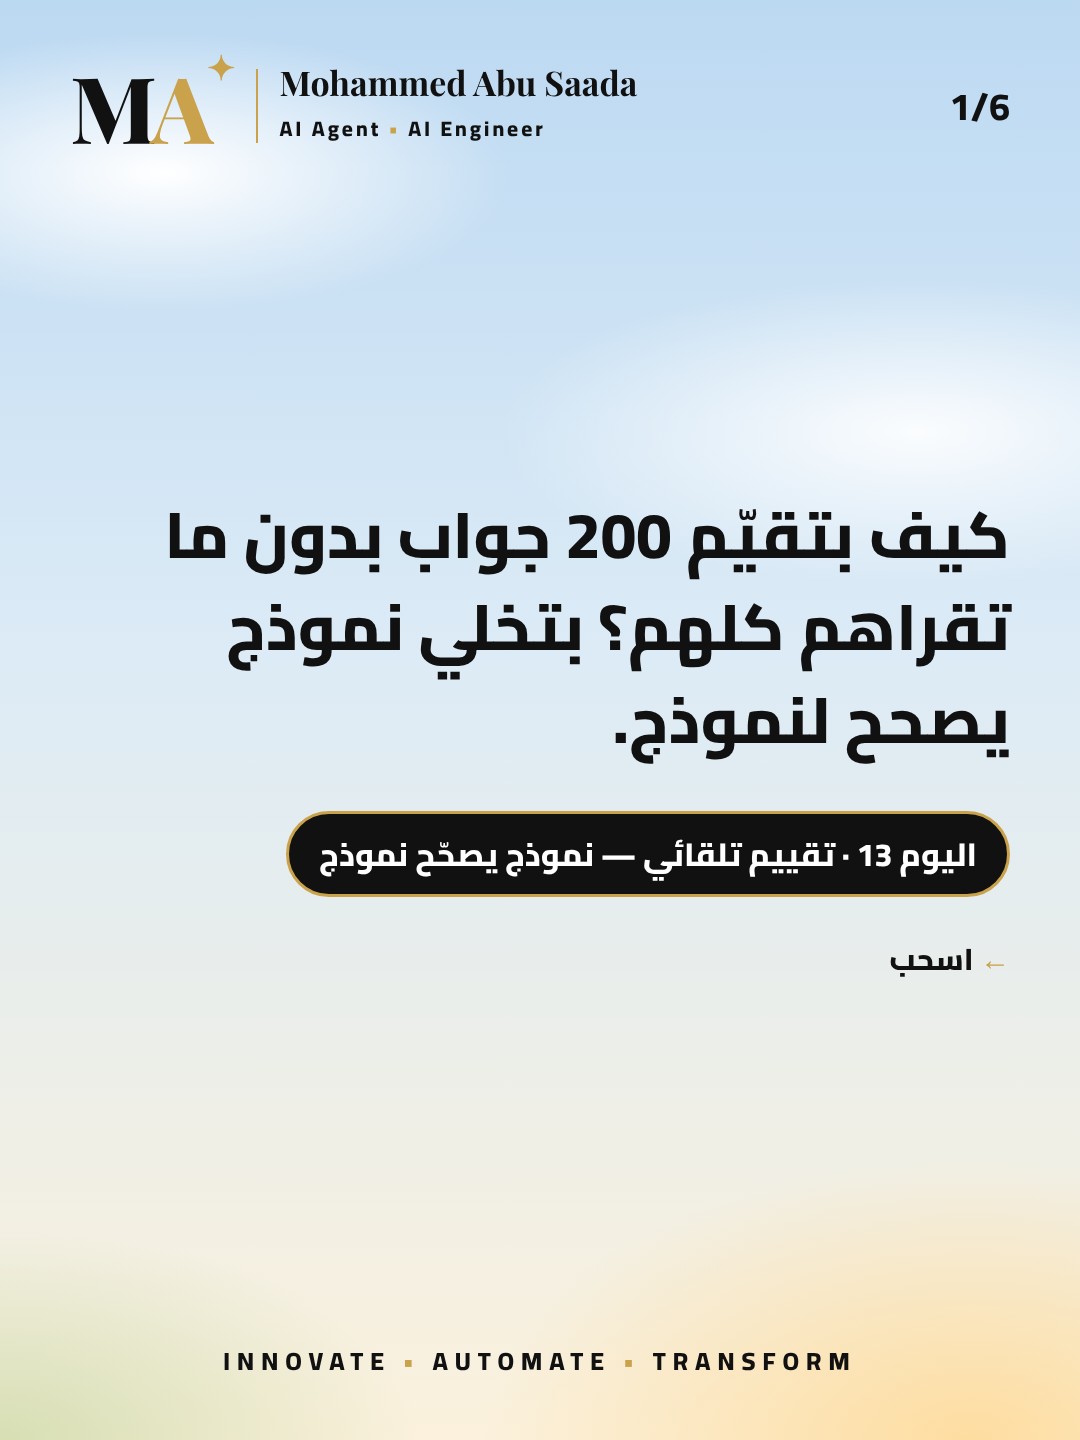 MA
Mohammed Abu Saada
AI Agent ▪ AI Engineer
1/6
كيف بتقيّم 200 جواب بدون ما
تقراهم كلهم؟ بتخلي نموذج
يصحح لنموذج.
اليوم 13 · تقييم تلقائي — نموذج يصحّح نموذج
← اسحب
INNOVATE ▪ AUTOMATE ▪ TRANSFORM